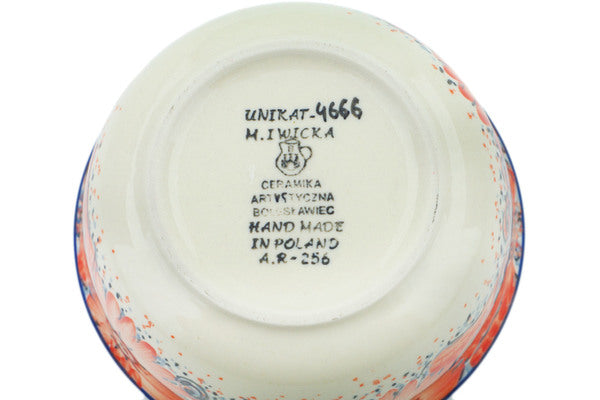 UNIKAT-4666
M.IWICKA
CERAMIKA
ARTYSTYCZNA
BOLESŁAWIEC
HAND MADE
IN POLAND
A.R-256